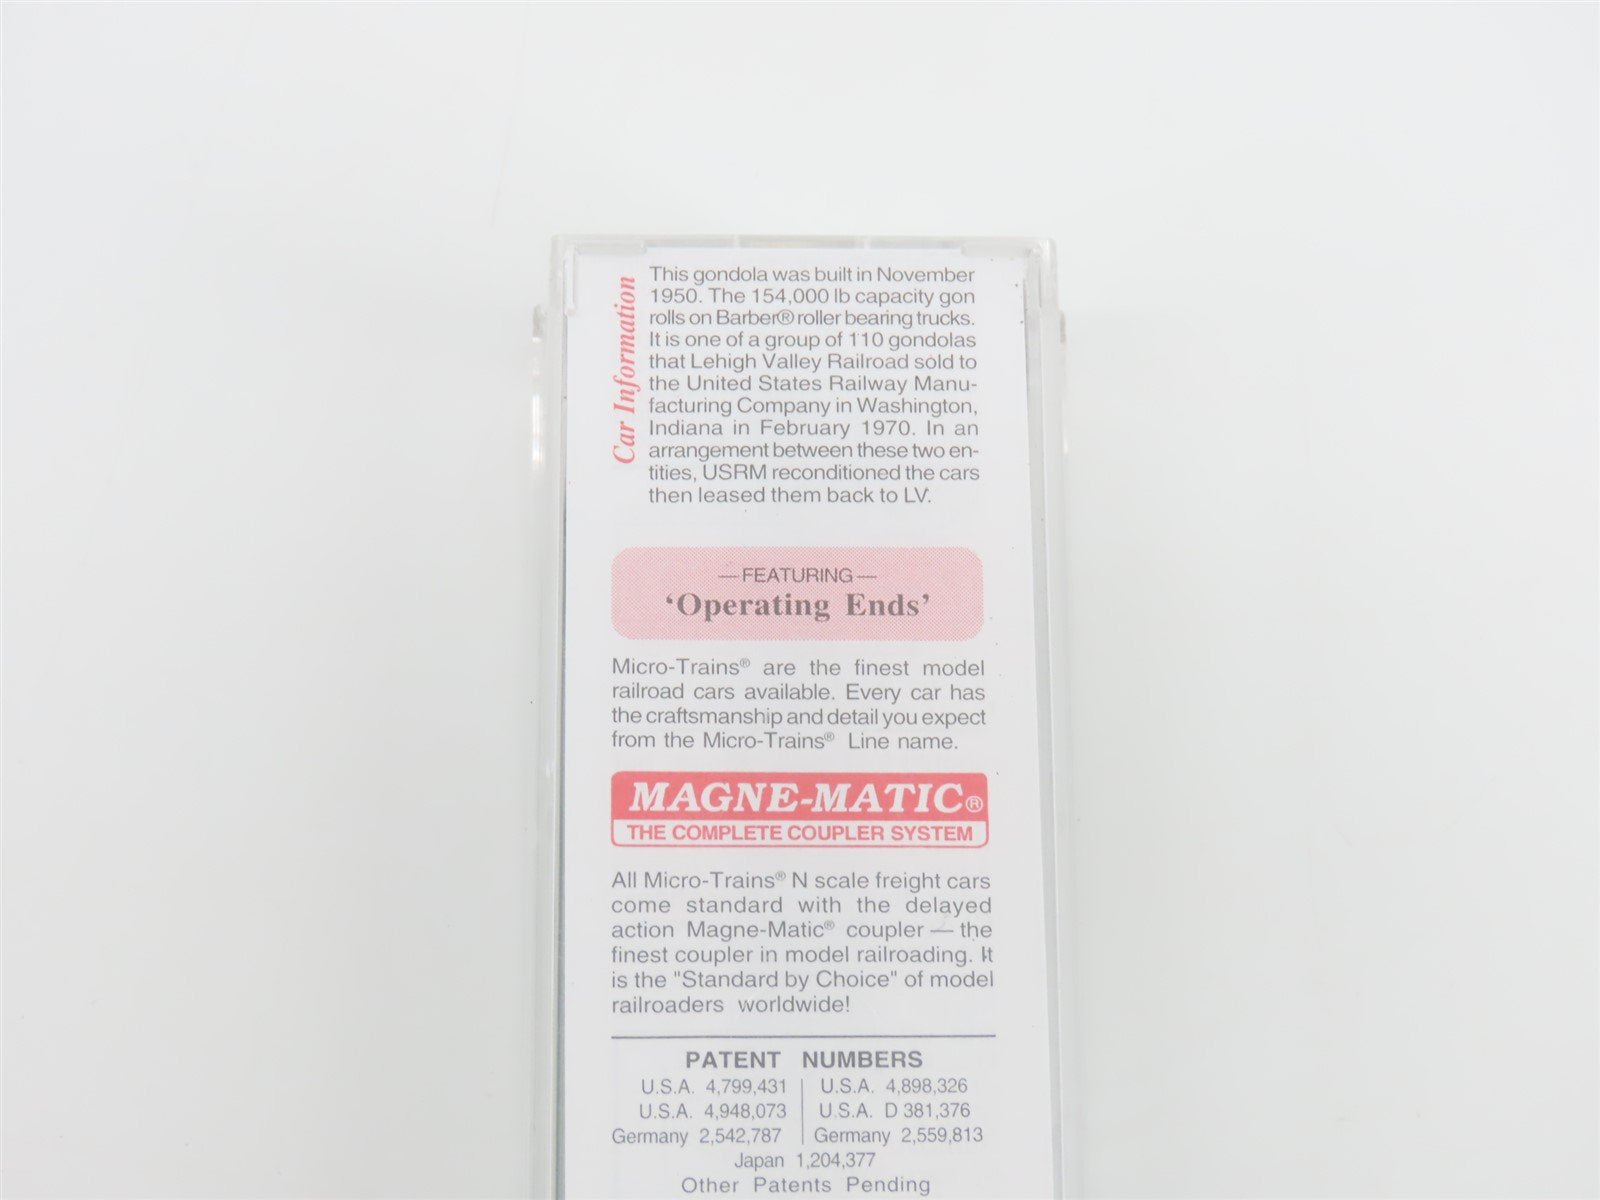 Car Information
This gondola was built in November
1950. The 154,000 lb capacity gon
rolls on Barber® roller bearing trucks.
It is one of a group of 110 gondolas
that Lehigh Valley Railroad sold to
the United States Railway Manu-
facturing Company in Washington,
Indiana in February 1970. In an
arrangement between these two en-
tities, USRM reconditioned the cars
then leased them back to LV.
—FEATURING—
‘Operating Ends’
Micro-Trains® are the finest model
railroad cars available. Every car has
the craftsmanship and detail you expect
from the Micro-Trains® Line name.
MAGNE-MATIC®
THE COMPLETE COUPLER SYSTEM
All Micro-Trains® N scale freight cars
come standard with the delayed
action Magne-Matic® coupler — the
finest coupler in model railroading. It
is the "Standard by Choice" of model
railroaders worldwide!
PATENT NUMBERS
U.S.A. 4,799,431 | U.S.A. 4,898,326
U.S.A. 4,948,073 | U.S.A. D 381,376
Germany 2,542,787 | Germany 2,559,813
Japan 1,204,377
Other Patents Pending